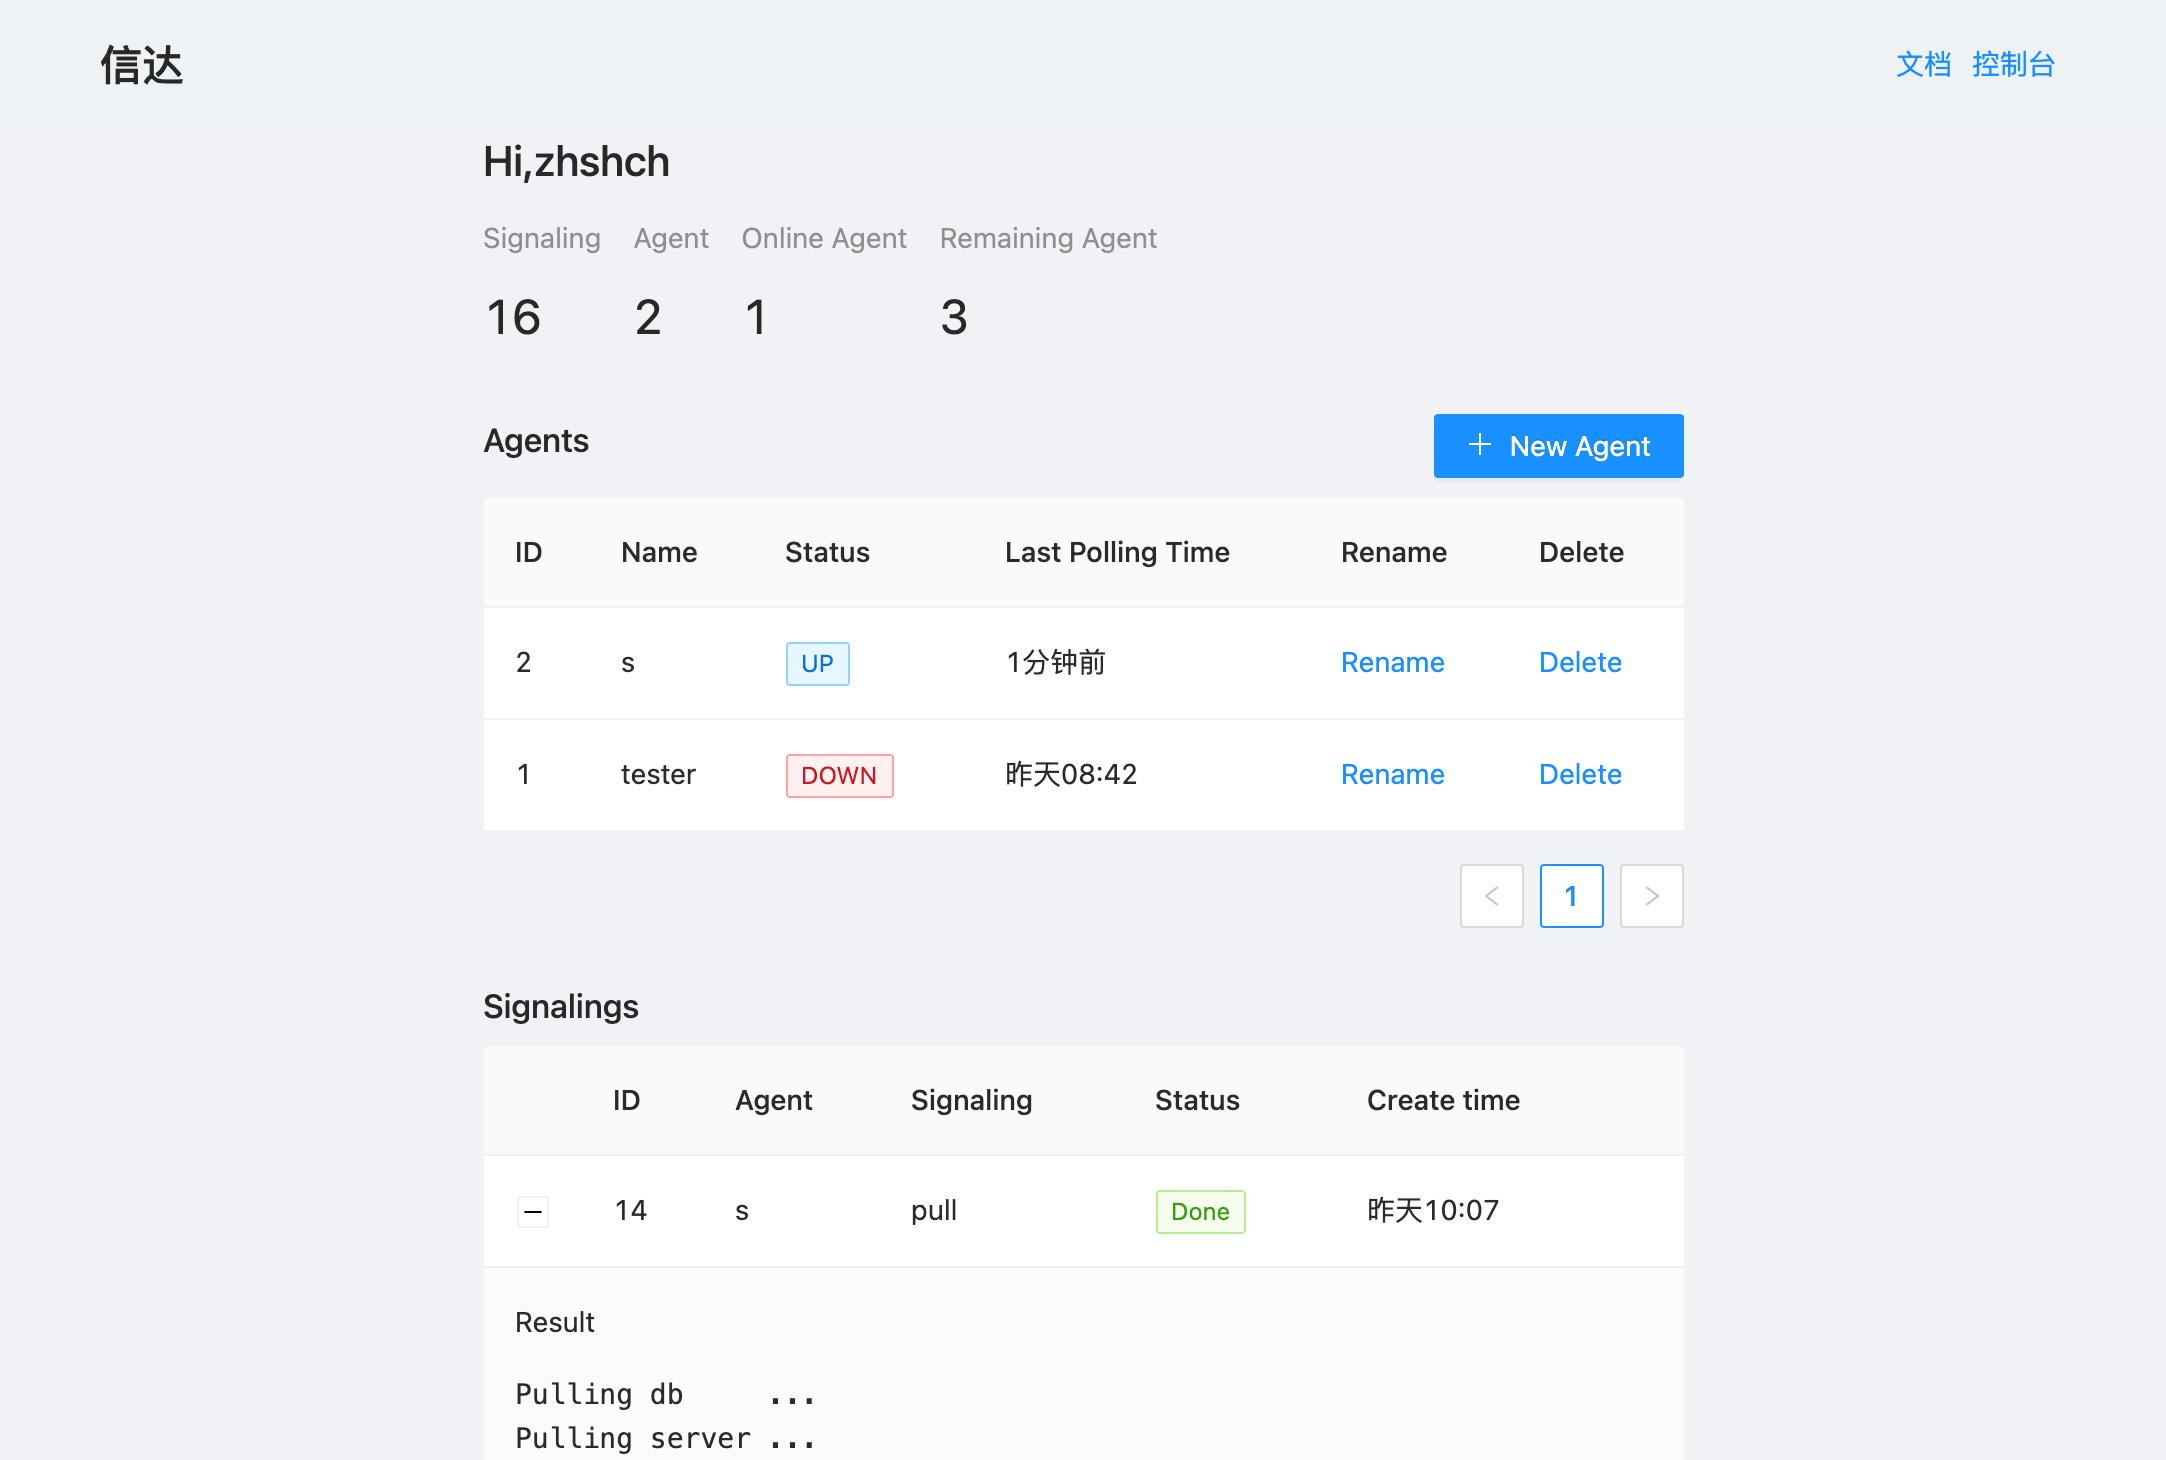 信达
文档 控制台
Hi,zhshch
Signaling Agent Online Agent Remaining Agent
16 2 1 3
Agents
New Agent
ID Name Status Last Polling Time Rename Delete
2 s UP 1分钟前 Rename Delete
1 tester DOWN 昨天08:42 Rename Delete
< 1 >
Signalings
ID Agent Signaling Status Create time
14 s pull Done 昨天10:07
Result
Pulling db ...
Pulling server ...